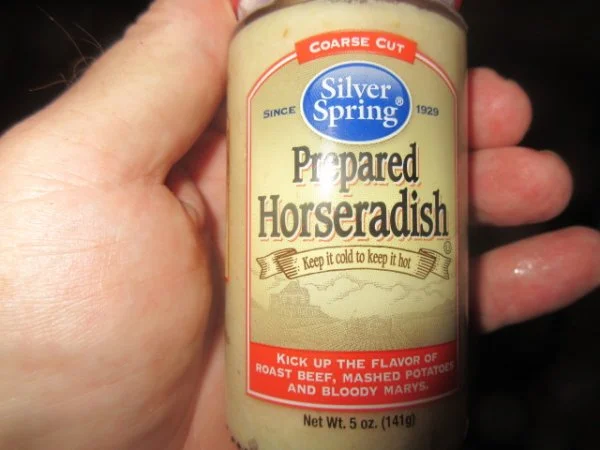 COARSE CUT
Silver
Spring®
SINCE 1929
Prepared
Horseradish
Keep it cold to keep it hot
KICK UP THE FLAVOR OF
ROAST BEEF, MASHED POTATOES
AND BLOODY MARYS.
Net Wt. 5 oz. (141g)